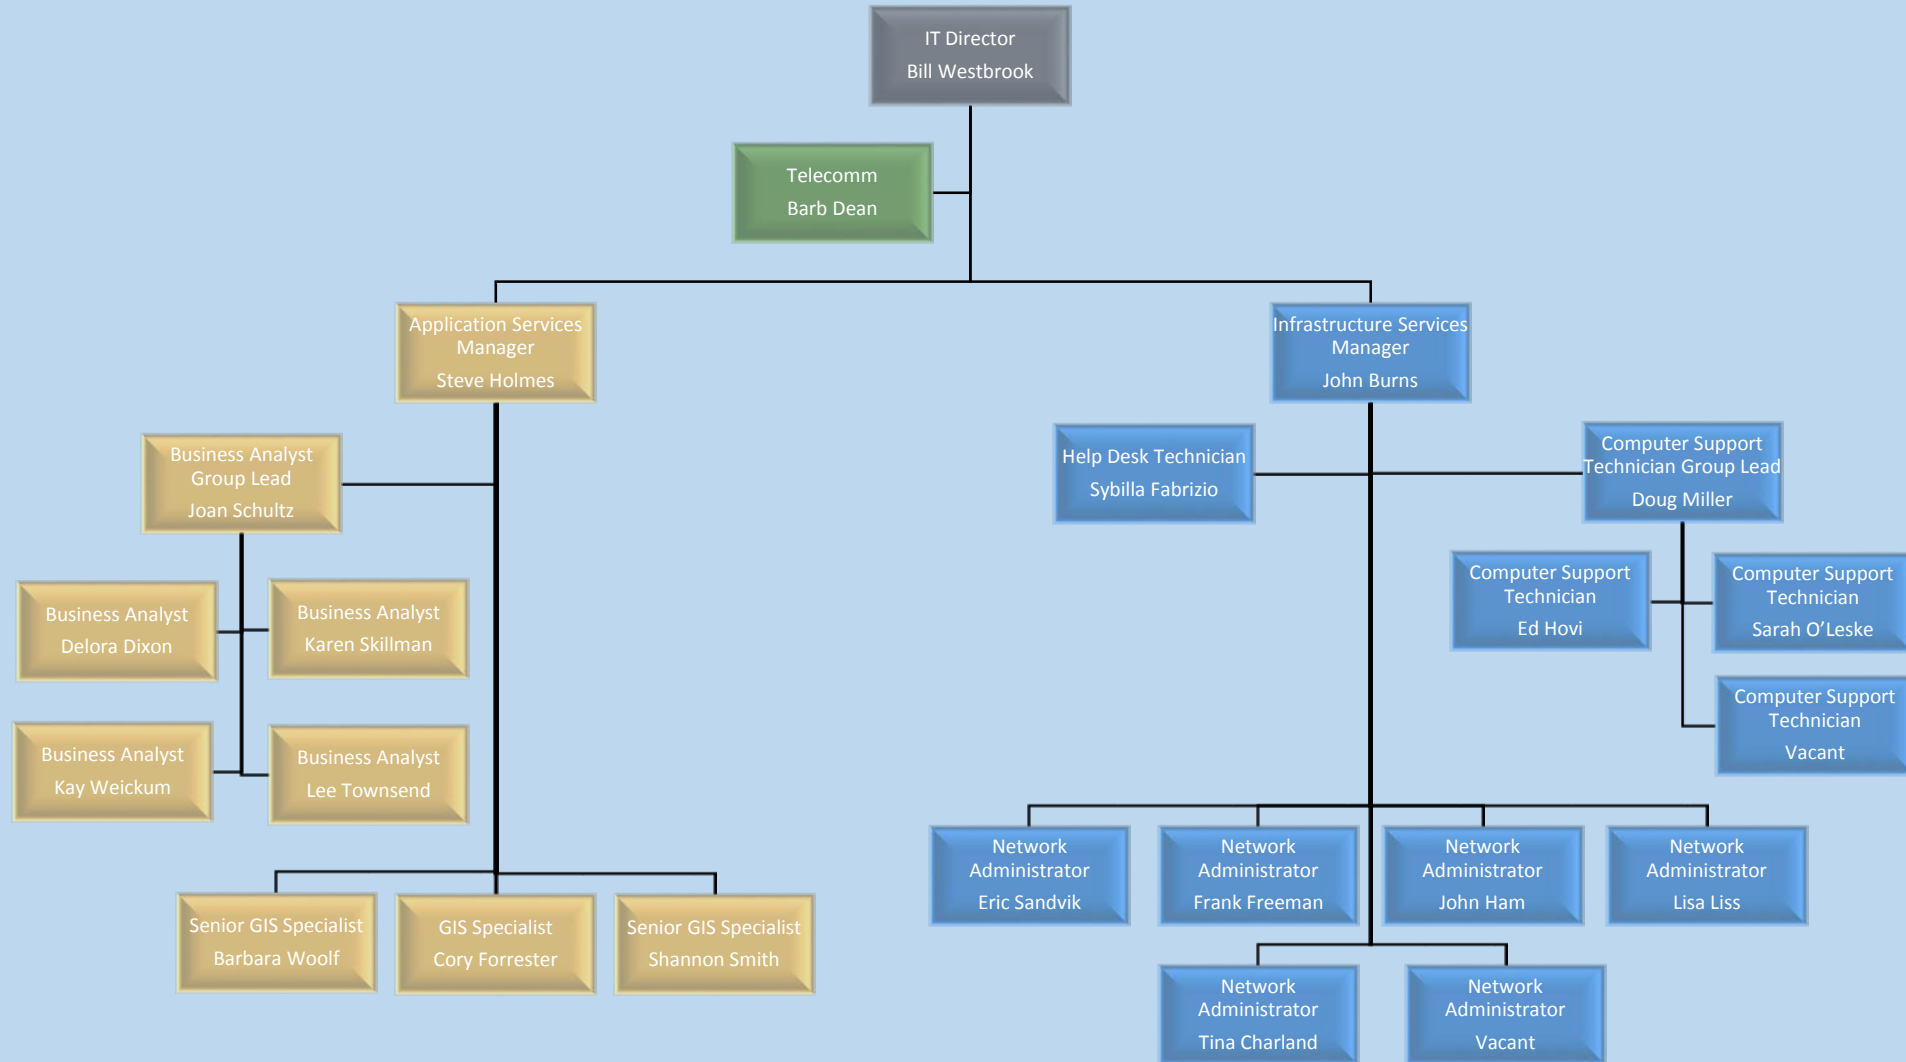 IT Director
Bill Westbrook
Telecomm
Barb Dean
Application Services
Manager
Steve Holmes
Infrastructure Services
Manager
John Burns
Business Analyst
Group Lead
Joan Schultz
Help Desk Technician
Sybilla Fabrizio
Computer Support
Technician Group Lead
Doug Miller
Business Analyst
Delora Dixon
Business Analyst
Karen Skillman
Computer Support
Technician
Ed Hovi
Computer Support
Technician
Sarah O’Leske
Business Analyst
Kay Weickum
Business Analyst
Lee Townsend
Computer Support
Technician
Vacant
Senior GIS Specialist
Barbara Woolf
GIS Specialist
Cory Forrester
Senior GIS Specialist
Shannon Smith
Network
Administrator
Eric Sandvik
Network
Administrator
Frank Freeman
Network
Administrator
John Ham
Network
Administrator
Lisa Liss
Network
Administrator
Tina Charland
Network
Administrator
Vacant